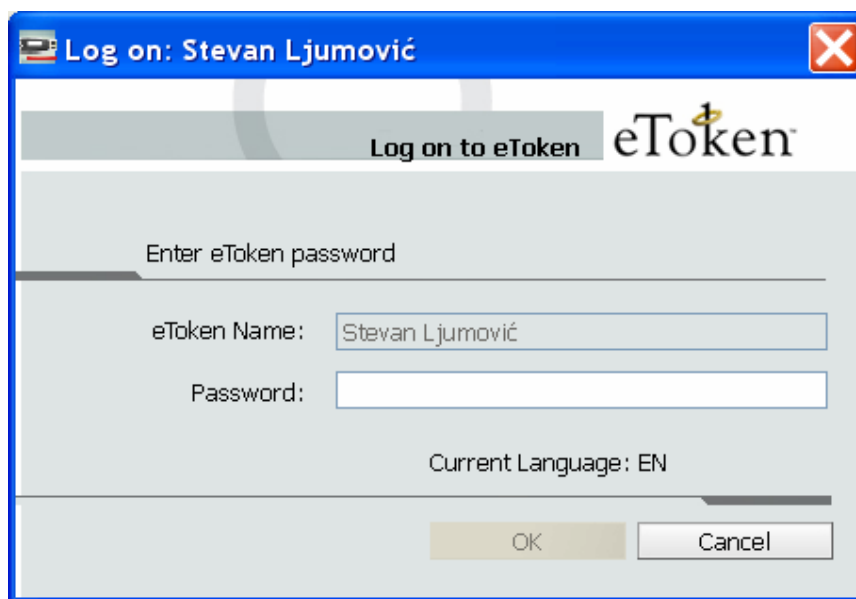 Log on: Stevan Ljumović
Log on to eToken
eToken™
Enter eToken password
eToken Name: Stevan Ljumović
Password:
Current Language: EN
OK Cancel